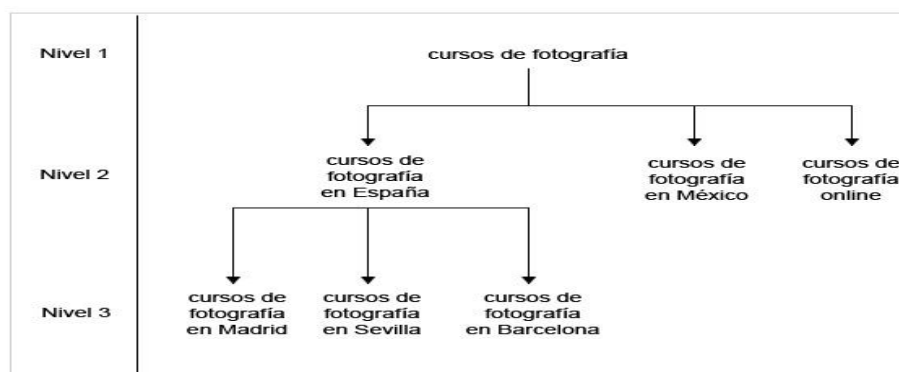 Nivel 1
cursos de fotografía
Nivel 2
cursos de
fotografía
en España
cursos de
fotografía
en México
cursos de
fotografía
online
Nivel 3
cursos de
fotografía
en Madrid
cursos de
fotografía
en Sevilla
cursos de
fotografía
en Barcelona